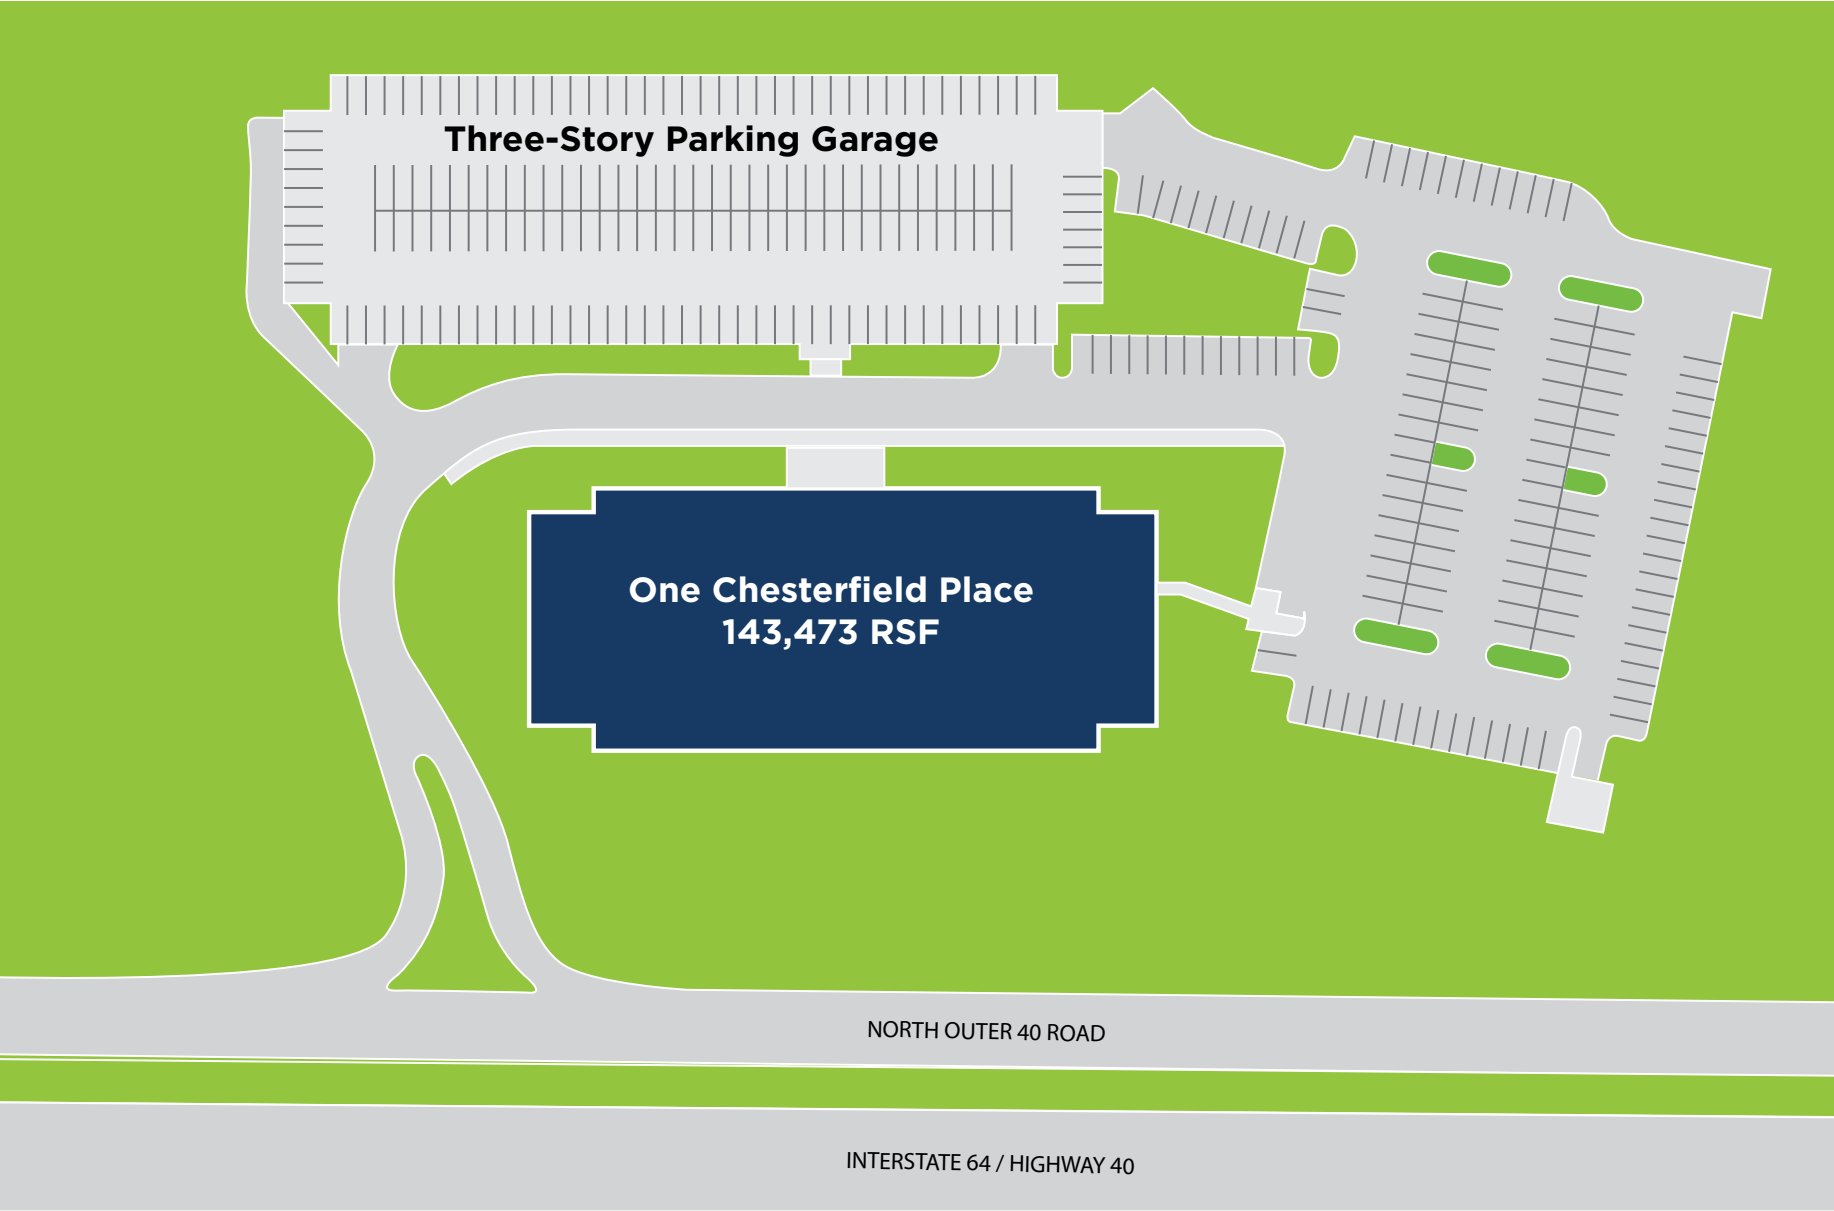 Three-Story Parking Garage
One Chesterfield Place
143,473 RSF
NORTH OUTER 40 ROAD
INTERSTATE 64 / HIGHWAY 40